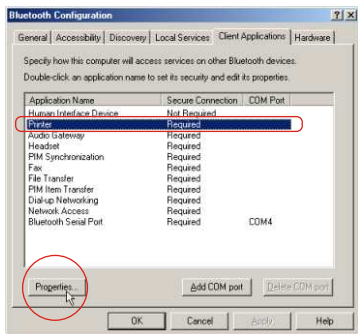 Bluetooth Configuration
General Accessibility Discovery Local Services Client Applications Hardware
Specify how this computer will access services on other Bluetooth devices.
Double-click an application name to set its security and edit its properties.
Application Name Secure Connection COM Port
Human Interface Device Not Required
Printer Required
Audio Gateway Required
Headset Required
PIM Synchronization Required
Fax Required
File Transfer Required
PIM Item Transfer Required
Dial-up Networking Required
Network Access Required
Bluetooth Serial Port Required COM4
Properties... Add COM port Delete COM port
OK Cancel Apply Help